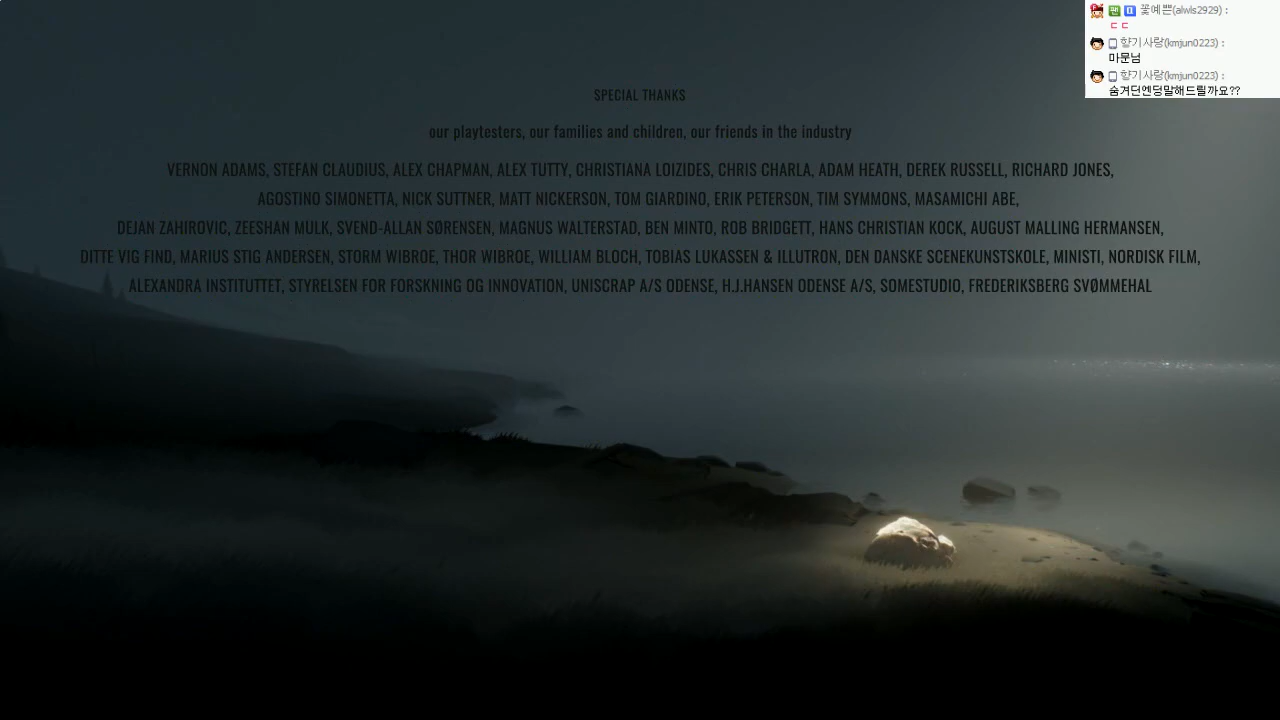 꽃예쁜(alwls2929) :
ㄷㄷ
향기사랑(kmjun0223) :
마문님
향기사랑(kmjun0223) :
숨겨던엔딩말해드릴까요??
SPECIAL THANKS
our playtesters, our families and children, our friends in the industry
VERNON ADAMS, STEFAN CLAUDIUS, ALEX CHAPMAN, ALEX TUTTY, CHRISTIANA LOIZIDES, CHRIS CHARLA, ADAM HEATH, DEREK RUSSELL, RICHARD JONES,
AGOSTINO SIMONETTA, NICK SUTTNER, MATT NICKERSON, TOM GIARDINO, ERIK PETERSON, TIM SYMMONS, MASAMICHI ABE,
DEJAN ZAHIROVIC, ZEESHAN MULK, SVEND-ALLAN SØRENSEN, MAGNUS WALTERSTAD, BEN MINTO, ROB BRIDGETT, HANS CHRISTIAN KOCK, AUGUST MALLING HERMANSEN,
DITTE VIG FIND, MARIUS STIG ANDERSEN, STORM WIBROE, THOR WIBROE, WILLIAM BLOCH, TOBIAS LUKASSEN & ILLUTRON, DEN DANSKE SCENEKUNSTSKOLE, MINISTI, NORDISK FILM,
ALEXANDRA INSTITUTTET, STYRELSEN FOR FORSKNING OG INNOVATION, UNISCRAP A/S ODENSE, H.J.HANSEN ODENSE A/S, SOMESTUDIO, FREDERIKSBERG SVØMMEHAL